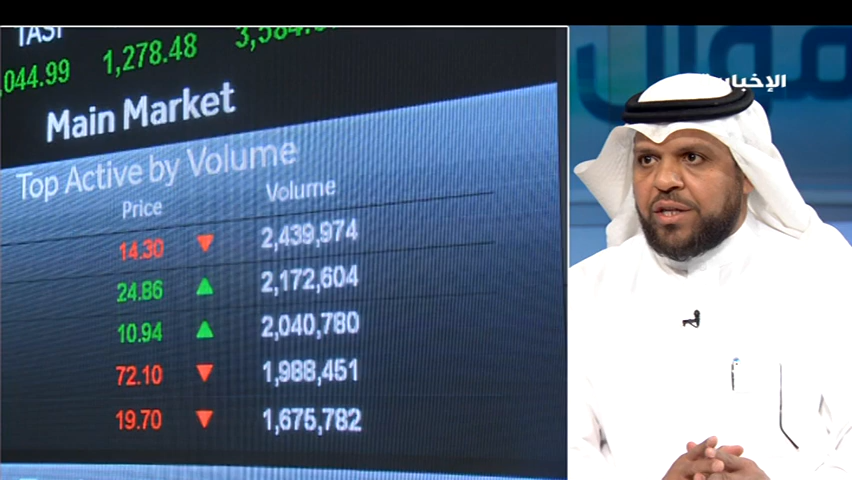 TASI
,044.99 1,278.48
Main Market
Top Active by Volume
Price Volume
14.30 ▼ 2,439,974
24.86 ▲ 2,172,604
10.94 ▲ 2,040,780
72.10 ▼ 1,988,451
19.70 ▼ 1,675,782
الإخبارية